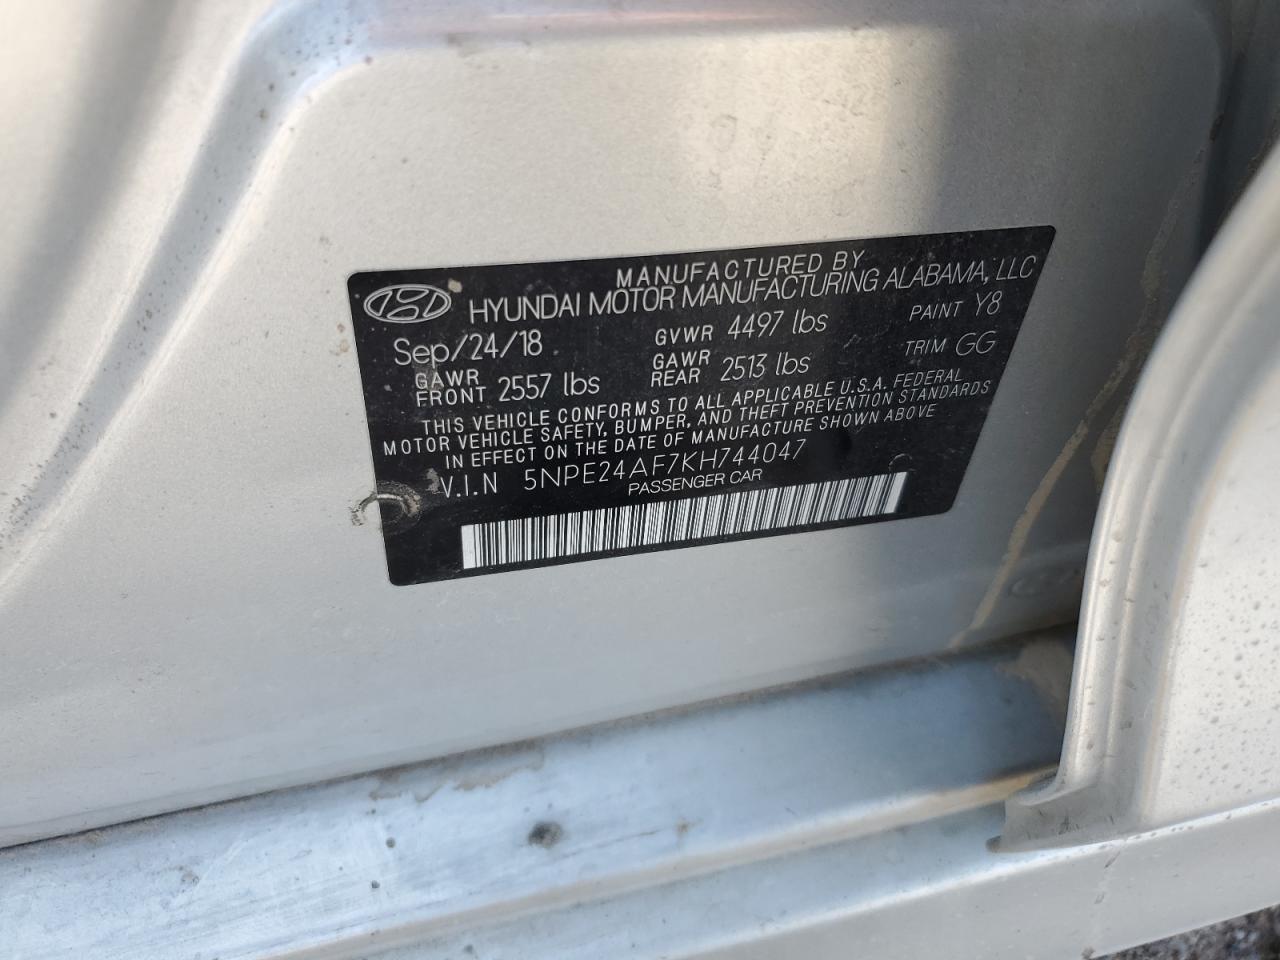 MANUFACTURED BY
HYUNDAI MOTOR MANUFACTURING ALABAMA, LLC
Sep/24/18 GVWR 4497 lbs PAINT Y8
GAWR FRONT 2557 lbs GAWR REAR 2513 lbs TRIM GG
THIS VEHICLE CONFORMS TO ALL APPLICABLE U.S.A. FEDERAL
MOTOR VEHICLE SAFETY, BUMPER, AND THEFT PREVENTION STANDARDS
IN EFFECT ON THE DATE OF MANUFACTURE SHOWN ABOVE
V.I.N 5NPE24AF7KH744047
PASSENGER CAR